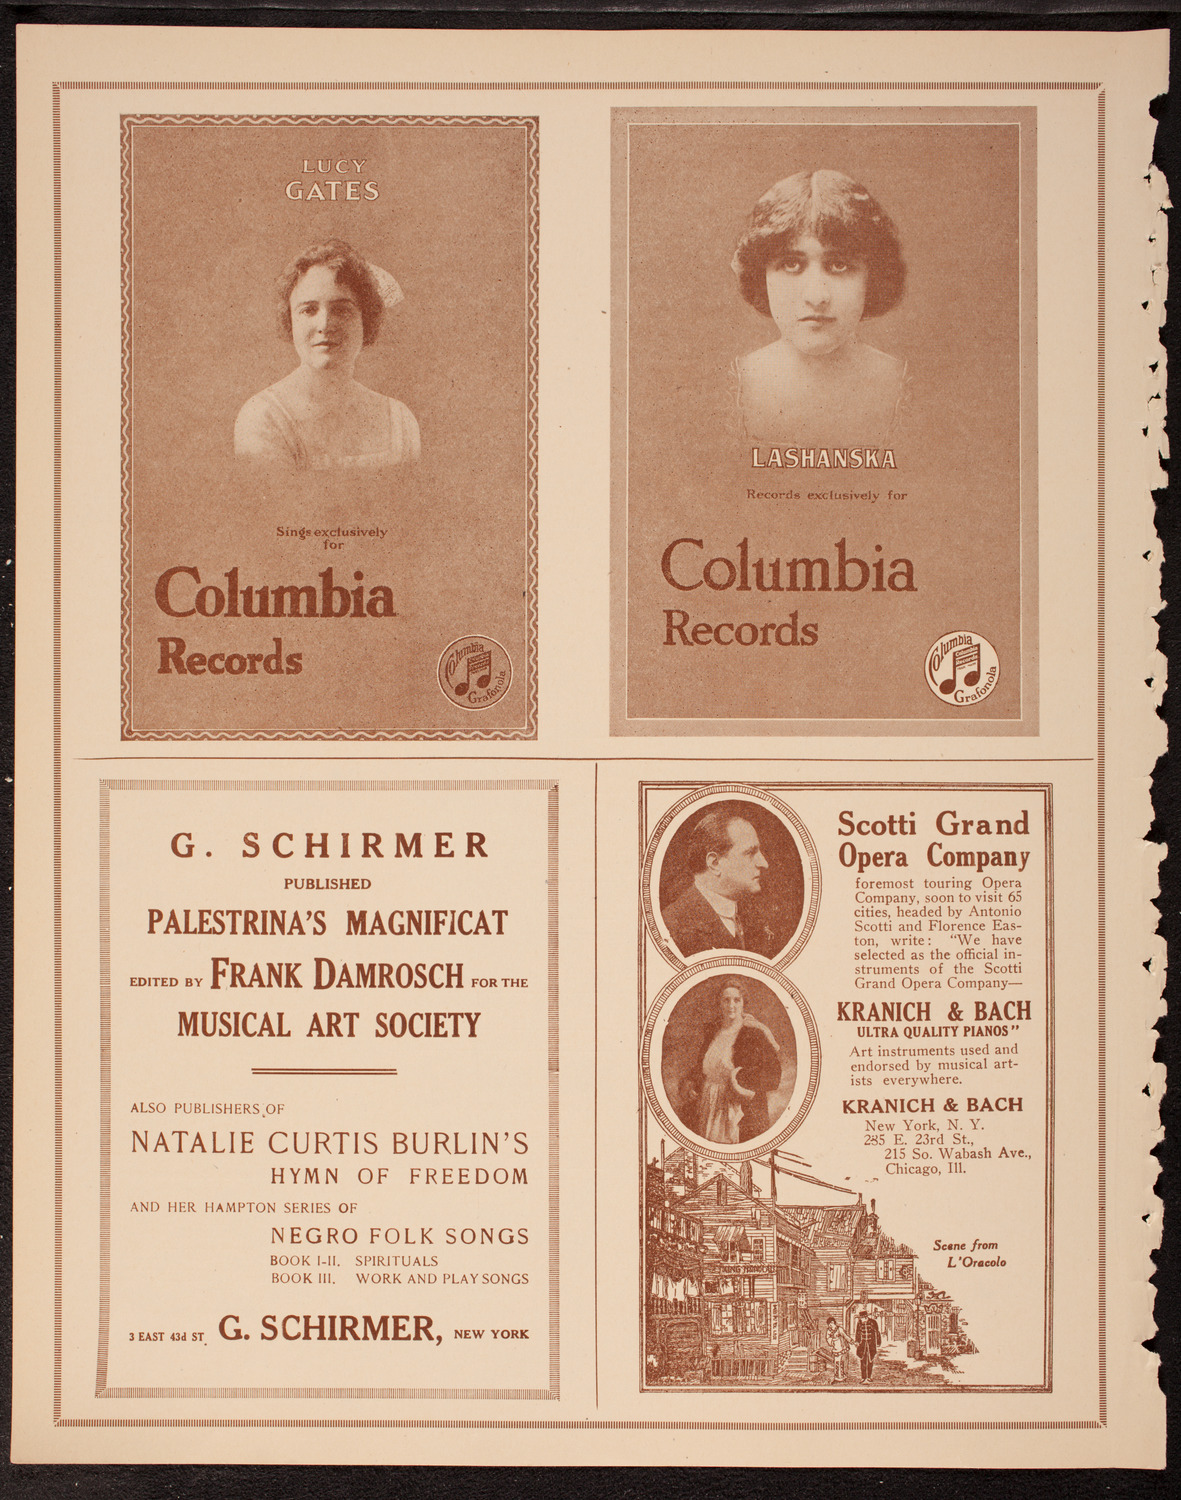 LUCY
GATES
Sings exclusively
for
Columbia
Records
Columbia
Grafonola
LASHANSKA
Records exclusively for
Columbia
Records
Columbia
Columbia
Records
Grafonola
G. SCHIRMER
PUBLISHED
PALESTRINA'S MAGNIFICAT
EDITED BY FRANK DAMROSCH FOR THE
MUSICAL ART SOCIETY
ALSO PUBLISHERS OF
NATALIE CURTIS BURLIN'S
HYMN OF FREEDOM
AND HER HAMPTON SERIES OF
NEGRO FOLK SONGS
BOOK I-II. SPIRITUALS
BOOK III. WORK AND PLAY SONGS
3 EAST 43d ST. G. SCHIRMER, NEW YORK
Scotti Grand
Opera Company
foremost touring Opera
Company, soon to visit 65
cities, headed by Antonio
Scotti and Florence Eas-
ton, write: "We have
selected as the official in-
struments of the Scotti
Grand Opera Company—
KRANICH & BACH
ULTRA QUALITY PIANOS"
Art instruments used and
endorsed by musical art-
ists everywhere.
KRANICH & BACH
New York, N. Y.
235 E. 23rd St.,
215 So. Wabash Ave.,
Chicago, Ill.
Scene from
L'Oracolo